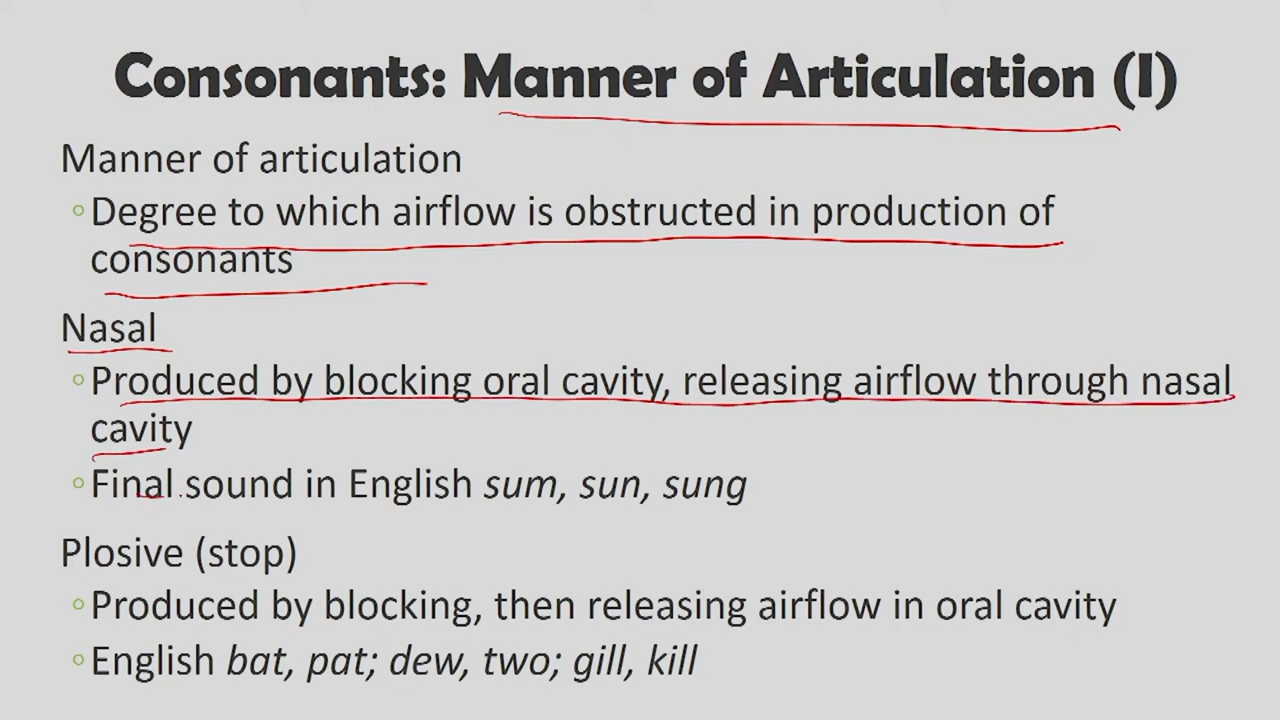 Consonants: Manner of Articulation (I)
Manner of articulation
◦Degree to which airflow is obstructed in production of
consonants
Nasal
◦Produced by blocking oral cavity, releasing airflow through nasal
cavity
◦Final sound in English sum, sun, sung
Plosive (stop)
◦Produced by blocking, then releasing airflow in oral cavity
◦English bat, pat; dew, two; gill, kill